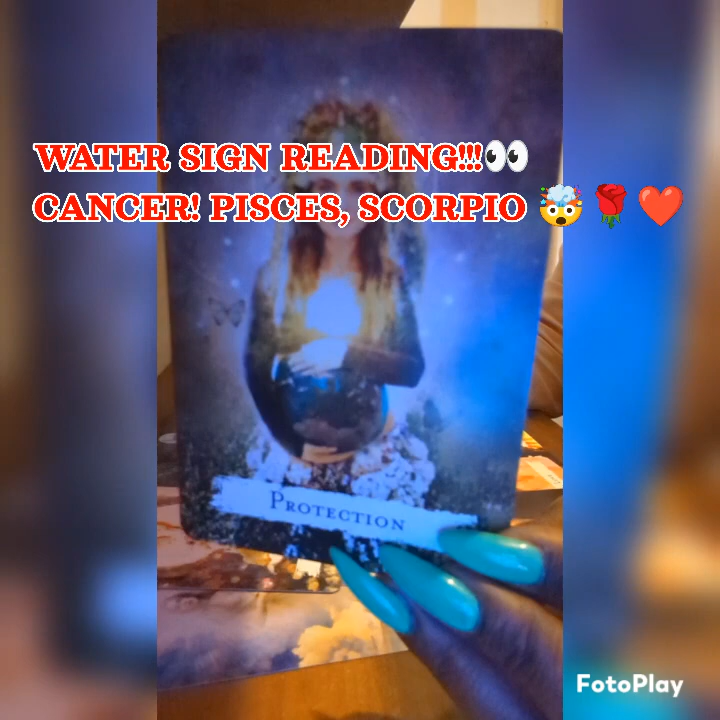 WATER SIGN READING!!!👀
CANCER! PISCES, SCORPIO 🤯🌹❤️
PROTECTION
FotoPlay